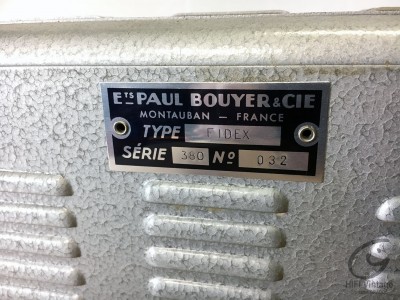 ETS PAUL BOUYER & CIE
MONTAUBAN — FRANCE
TYPE FIDEX
SÉRIE 380 No 032
HIFI Vintage